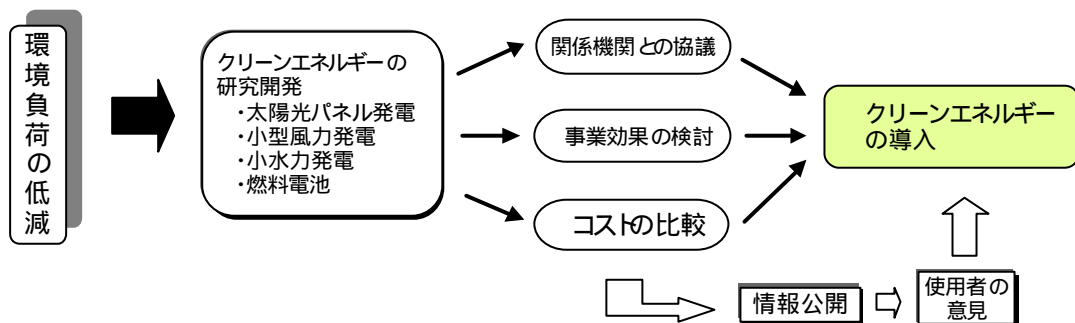 環境負荷の低減
クリーンエネルギーの
研究開発
・太陽光パネル発電
・小型風力発電
・小水力発電
・燃料電池
関係機関との協議
事業効果の検討
コストの比較
クリーンエネルギー
の導入
情報公開
使用者の
意見